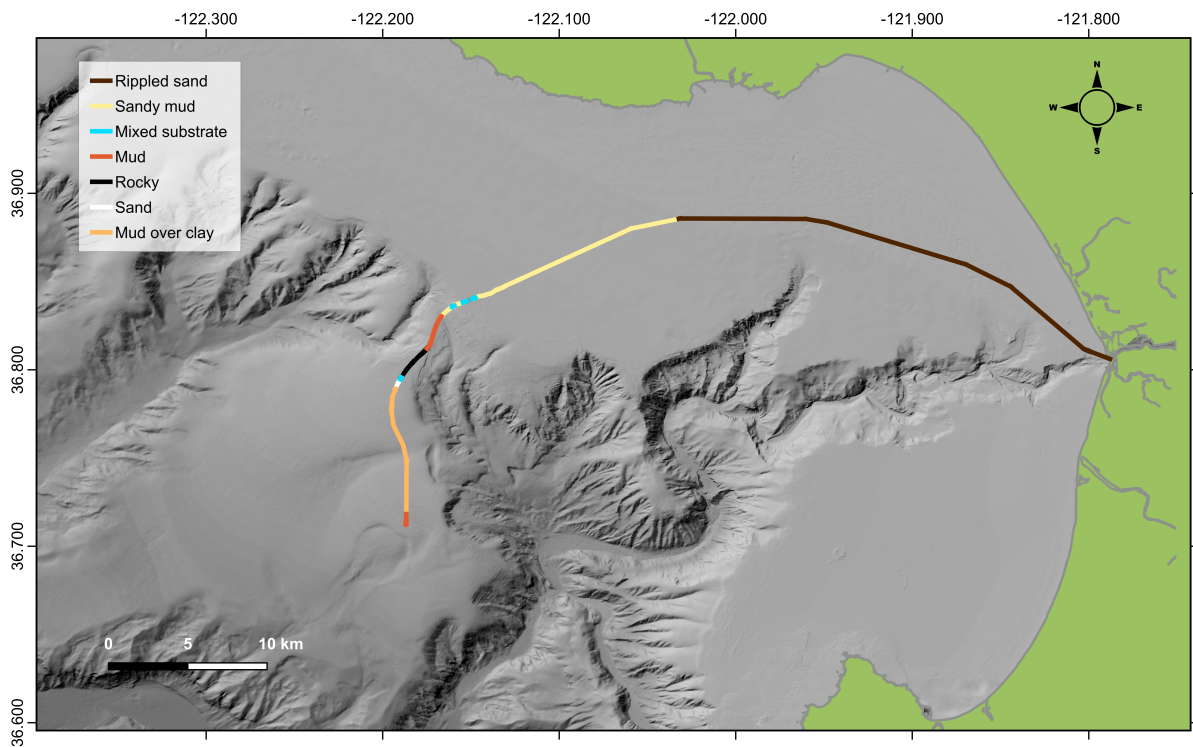 -122.300 -122.200 -122.100 -122.000 -121.900 -121.800
Rippled sand
Sandy mud
Mixed substrate
Mud
Rocky
Sand
Mud over clay
N
W E
S
36.900
36.800
36.700
36.600
0 5 10 km